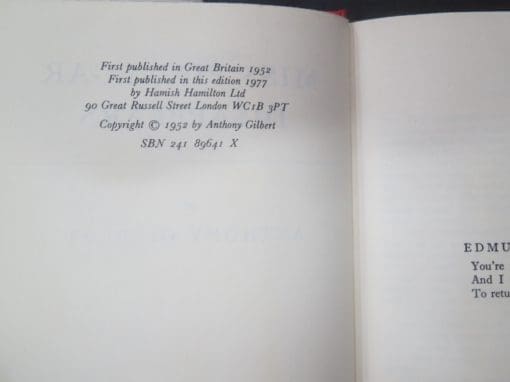 First published in Great Britain 1952
First published in this edition 1977
by Hamish Hamilton Ltd
90 Great Russell Street London WC1B 3PT
Copyright © 1952 by Anthony Gilbert
SBN 241 89641 X
EDMU
You're
And I
To retu